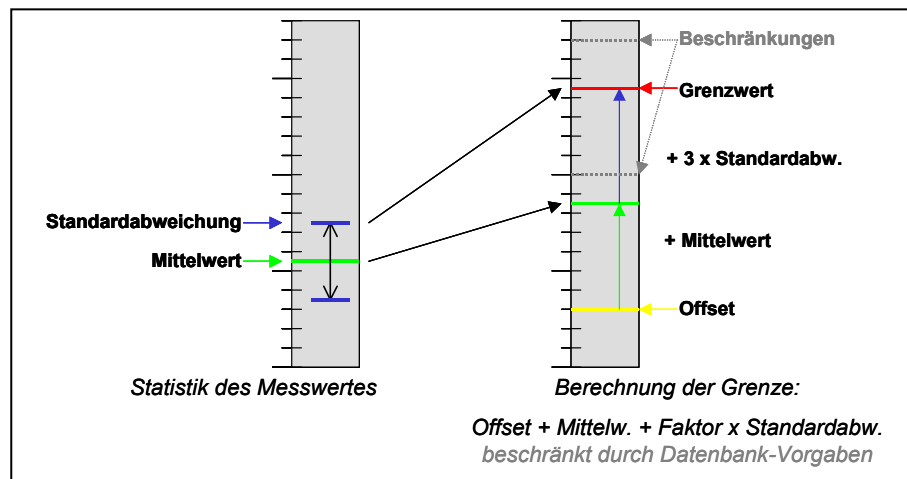 Beschränkungen
Grenzwert
+ 3 x Standardabw.
Standardabweichung
+ Mittelwert
Mittelwert
Offset
Statistik des Messwertes
Berechnung der Grenze:
Offset + Mittelw. + Faktor x Standardabw.
beschränkt durch Datenbank-Vorgaben